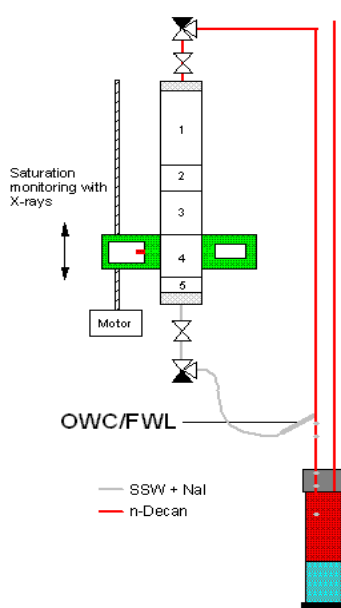 1
2
3
Saturation
monitoring with
X-rays
4
5
Motor
OWC/FWL
SSW + NaI
n-Decan